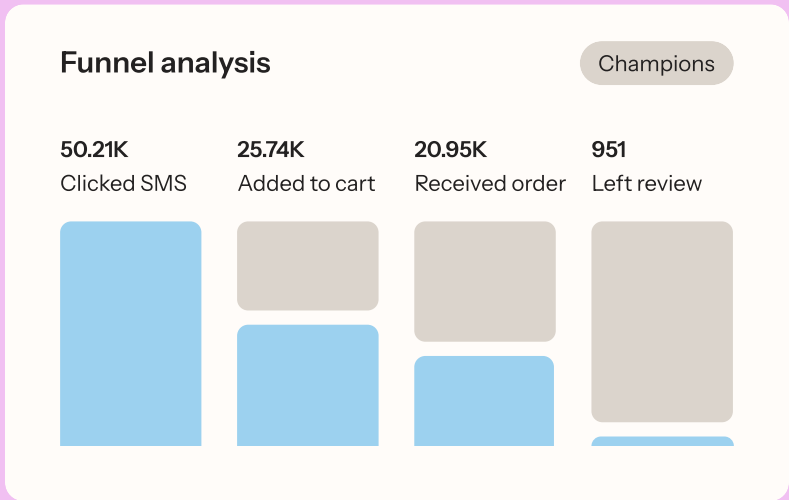 Funnel analysis
Champions
50.21K
Clicked SMS
25.74K
Added to cart
20.95K
Received order
951
Left review